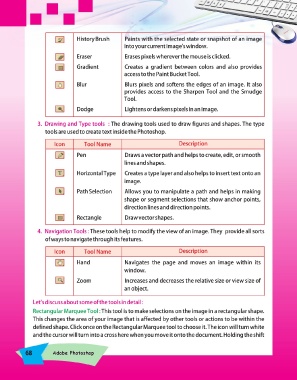 History Brush Paints with the selected state or snapshot of an image
into your current image's window.
Eraser Erases pixels wherever the mouse is clicked.
Gradient Creates a gradient between colors and also provides
access to the Paint Bucket Tool.
Blur Blurs pixels and softens the edges of an image. It also
provides access to the Sharpen Tool and the Smudge
Tool.
Dodge Lightens or darkens pixels in an image.
3. Drawing and Type tools : The drawing tools used to draw figures and shapes. The type
tools are used to create text inside the Photoshop.
Icon Tool Name Description
Pen Draws a vector path and helps to create, edit, or smooth
lines and shapes.
Horizontal Type Creates a type layer and also helps to insert text onto an
image.
Path Selection Allows you to manipulate a path and helps in making
shape or segment selections that show anchor points,
direction lines and direction points.
Rectangle Draw vector shapes.
4. Navigation Tools : These tools help to modify the view of an image. They provide all sorts
of ways to navigate through its features.
Icon Tool Name Description
Hand Navigates the page and moves an image within its
window.
Zoom Increases and decreases the relative size or view size of
an object.
Let's discuss about some of the tools in detail :
Rectangular Marquee Tool : This tool is to make selections on the image in a rectangular shape.
This changes the area of your image that is affected by other tools or actions to be within the
defined shape. Click once on the Rectangular Marquee tool to choose it. The icon will turn white
and the cursor will turn into a cross here when you move it onto the document. Holding the shift
68 Adobe Photoshop